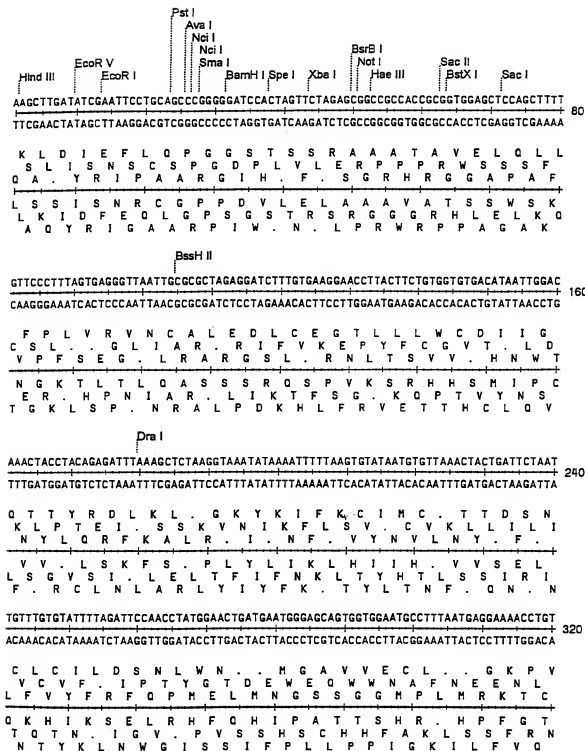 Pst I
Ava I
Nci I
EcoR V Nci I BsrB I
EcoR I Sma I Not I Sac II
Hind III BamH I Spe I Xba I Hae III BstX I Sac I
AAGCTTGATATCGAATTCCTGCAGCCCGGGGGATCCACTAGTTCTAGAGCGGCCGCCACCGCGGTGGAGCTCCAGCTTTT
80
TTCGAACTATAGCTTAAGGACGTCGGGCCCCCTAGGTGATCAAGATCTCGCCGGCGGTGGCGCCACCTCGAGGTCGAAAA
K L D I E F L Q P G G S T S S R A A A T A V E L Q L L
S L I S N S C S P G D P L V L E R P P P R W S S S F
Q A . Y R I P A A R G I H . F . S G R H R G G A P A F
L S S I S N R C G P P D V L E L A A A V A T S S W S K
L K I D F E Q L G P S G S T R S R G G G R H L E L K Q
A Q Y R I G A A R P I W . N . L P R W R P P A G A K
BssH II
GTTCCCTTTAGTGAGGGTTAATTGCGCGCTAGAGGATCTTTGTGAAGGAACCTTACTTCTGTGGTGTGACATAATTGGAC
160
CAAGGGAAATCACTCCCAATTAACGCGCGATCTCCTAGAAACACTTCCTTGGAATGAAGACACCACACTGTATTAACCTG
F P L V R V N C A L E D L C E G T L L L W C D I I G
C S L . . G L I A R . R I F V K E P Y F C G V T . L D
V P F S E G . L R A R G S L . R N L T S V V . H N W T
N G K T L T L Q A S S S R Q S P V K S R H H S M I P C
E R . H P N I A R . L I K T F S G . K Q P T V Y N S
T G K L S P . N R A L P D K H L F R V E T T H C L Q V
Dra I
AAACTACCTACAGAGATTTAAAGCTCTAAGGTAAATATAAAATTTTTAAGTGTATAATGTGTTAAACTACTGATTCTAAT
240
TTTGATGGATGTCTCTAAATTTCGAGATTCCATTTATATTTTAAAAATTCACATATTACACAATTTGATGACTAAGATTA
Q T T Y R D L K L . G K Y K I F K C I M C . T T D S N
K L P T E I . S S K V N I K F L S V . C V K L L I L I
N Y L Q R F K A L R . I . N F . V Y N V L N Y . F .
V V . L S K F S . P L Y L I K L H I I H . V V S E L
L S G V S I . L E L T F I F N K L T Y H T L S S I R I
F . R C L N L A R L Y I Y F K . T Y L T N F . Q N . N
TGTTTGTGTATTTTAGATTCCAACCTATGGAACTGATGAATGGGAGCAGTGGTGGAATGCCTTTAATGAGGAAAACCTGT
320
ACAAACACATAAAATCTAAGGTTGGATACCTTGACTACTTACCCTCGTCACCACCTTACGGAAATTACTCCTTTTGGACA
C L C I L D S N L W N . . M G A V V E C L . . G K P V
V C V F . I P T Y G T D E W E Q W W N A F N E E N L
L F V Y F R F Q P M E L M N G S S G G M P L M R K T C
Q K H I K S E L R H F Q H I P A T T S H R . H P F G T
T Q T N . I G V . P V S S H S C H H F A K L S S F R N
N T Y K L N W G I S S I F P L L P P I G K I L F V Q